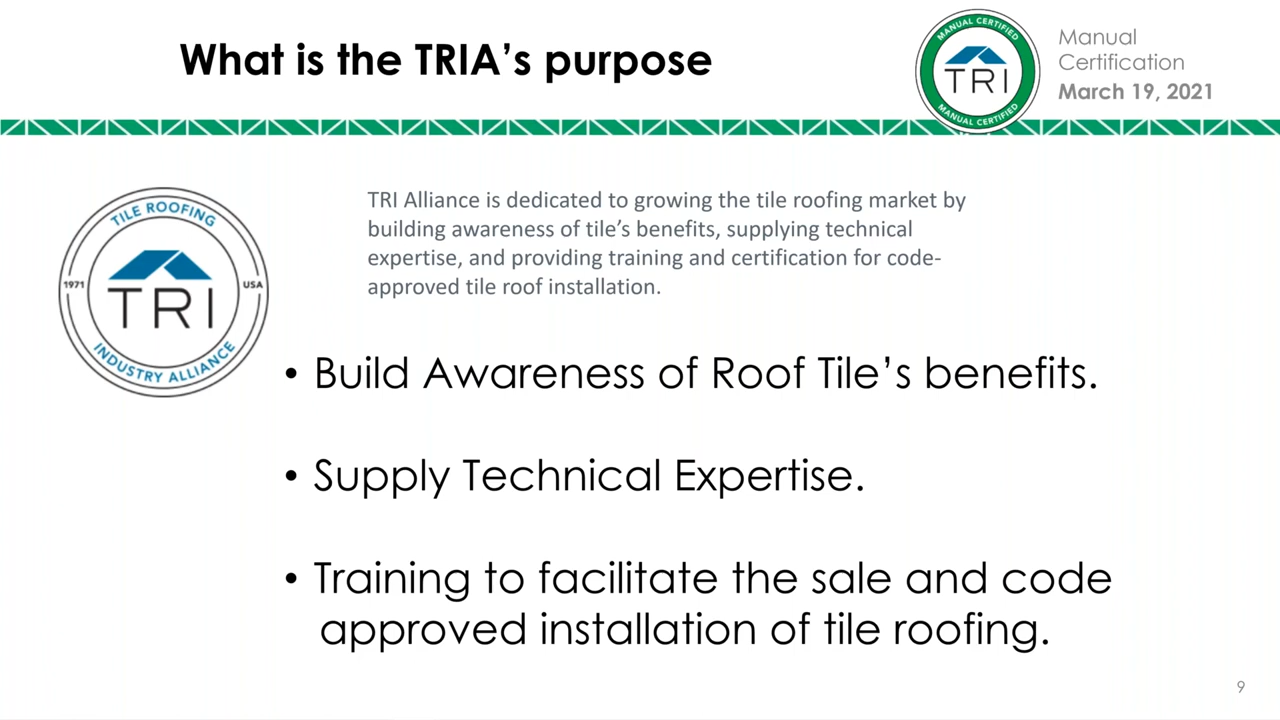 What is the TRIA’s purpose
MANUAL CERTIFIED
TRI
MANUAL CERTIFIED
Manual
Certification
March 19, 2021
TILE ROOFING
1971
USA
TRI
INDUSTRY ALLIANCE
TRI Alliance is dedicated to growing the tile roofing market by
building awareness of tile’s benefits, supplying technical
expertise, and providing training and certification for code-
approved tile roof installation.
• Build Awareness of Roof Tile’s benefits.
• Supply Technical Expertise.
• Training to facilitate the sale and code
approved installation of tile roofing.
9